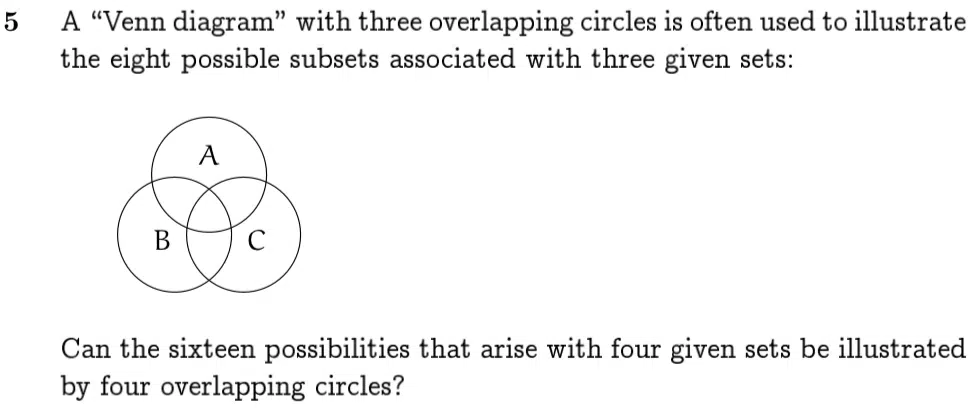 5 A “Venn diagram” with three overlapping circles is often used to illustrate
the eight possible subsets associated with three given sets:
A
B C
Can the sixteen possibilities that arise with four given sets be illustrated
by four overlapping circles?